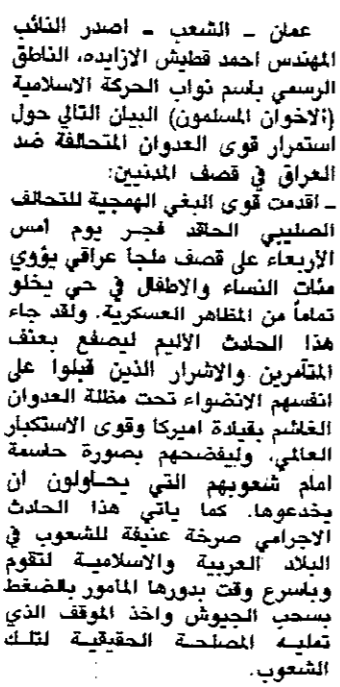 عمان - الشعب - اصدر النائب
المهندس احمد قطيش الازايده، الناطق
الرسمي باسم نواب الحركة الاسلامية
(الاخوان المسلمون) البيان التالي حول
استمرار قوى العدوان المتحالفة ضد
العراق في قصف المدنيين:
- اقدمت قوى البغي الهمجية للتحالف
الصليبي الحاقد فجر يوم امس
الاربعاء على قصف ملجأ عراقي يؤوي
مئات النساء والاطفال في حي يخلو
تماماً من المظاهر العسكرية. ولقد جاء
هذا الحادث الأليم ليصفع بعنف
المتآمرين والاشرار الذين قبلوا على
انفسهم الانضواء تحت مظلة العدوان
الغاشم بقيادة اميركا وقوى الاستكبار
العالمي، وليفضحهم بصورة حاسمة
امام شعوبهم التي يحاولون ان
يخدعوها. كما ياتي هذا الحادث
الاجرامي صرخة عنيفة للشعوب في
البلاد العربية والاسلامية لتقوم
وباسرع وقت بدورها المأمور بالضغط
بسحب الجيوش واخذ الموقف الذي
تمليه المصلحة الحقيقية لتلك
الشعوب.